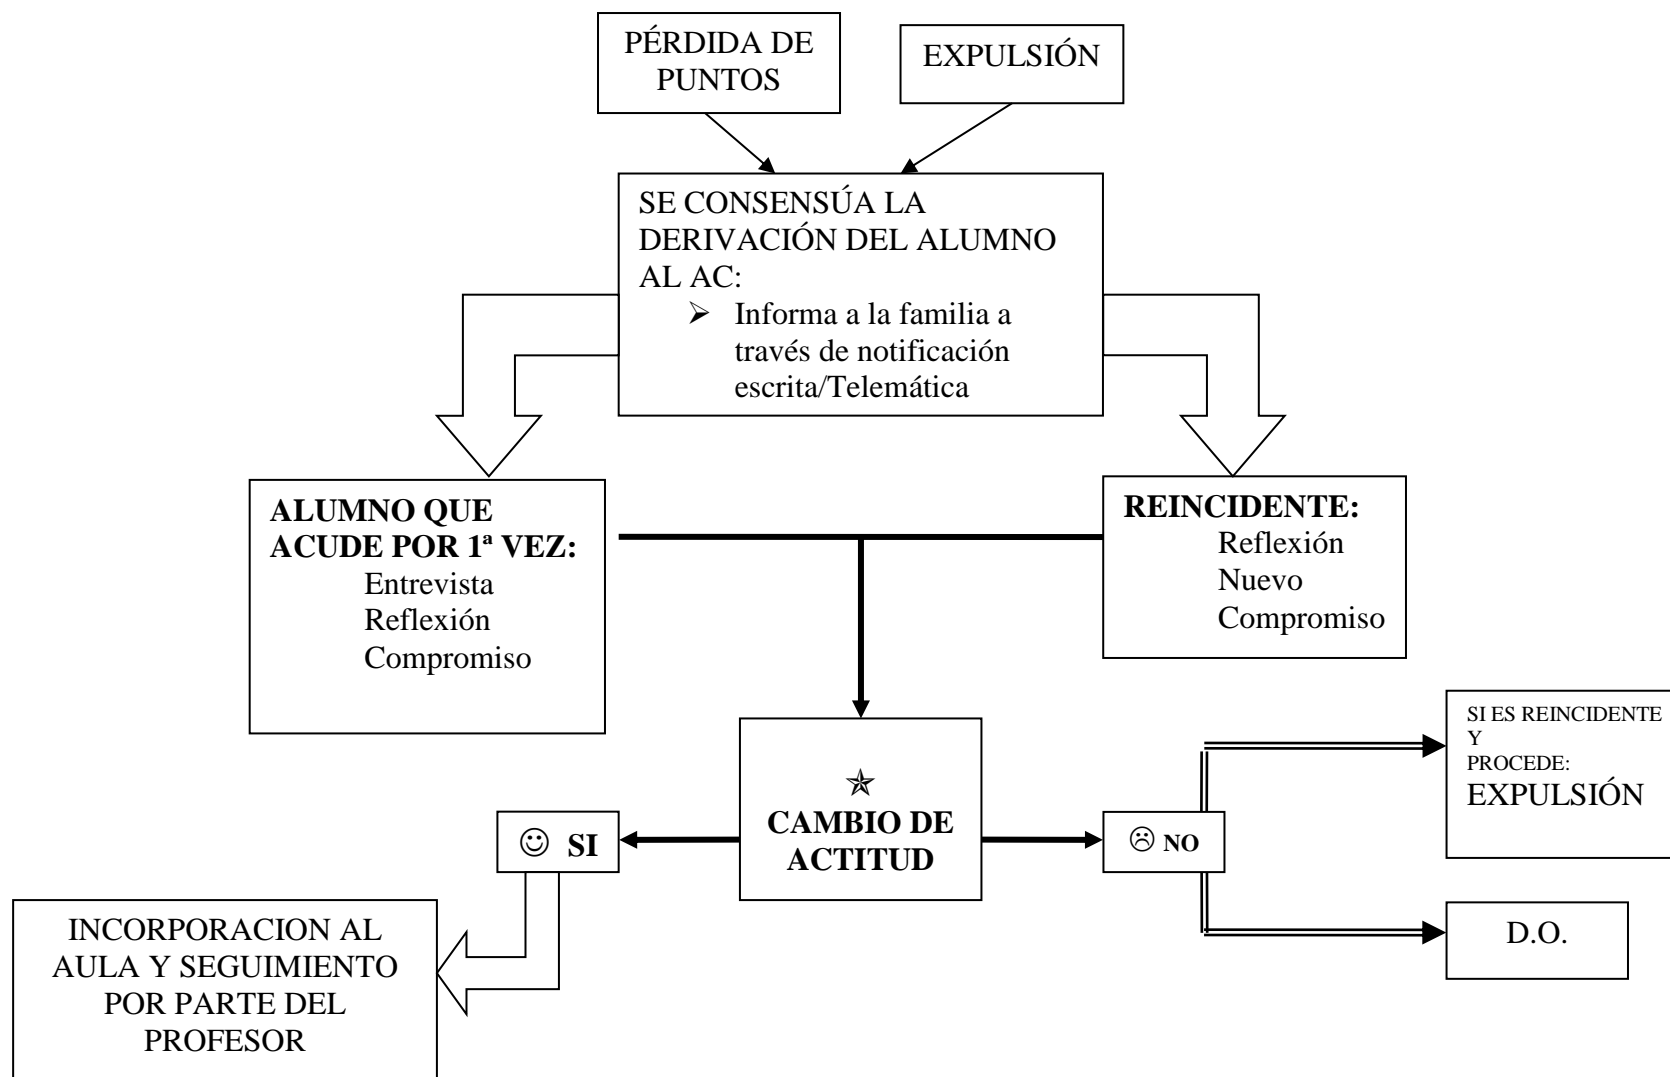 PÉRDIDA DE
PUNTOS
EXPULSIÓN
SE CONSENSÚA LA
DERIVACIÓN DEL ALUMNO
AL AC:
➢ Informa a la familia a
través de notificación
escrita/Telemática
ALUMNO QUE
ACUDE POR 1ª VEZ:
Entrevista
Reflexión
Compromiso
REINCIDENTE:
Reflexión
Nuevo
Compromiso
CAMBIO DE
ACTITUD
☺ SI
☹ NO
SI ES REINCIDENTE
Y
PROCEDE:
EXPULSIÓN
D.O.
INCORPORACION AL
AULA Y SEGUIMIENTO
POR PARTE DEL
PROFESOR